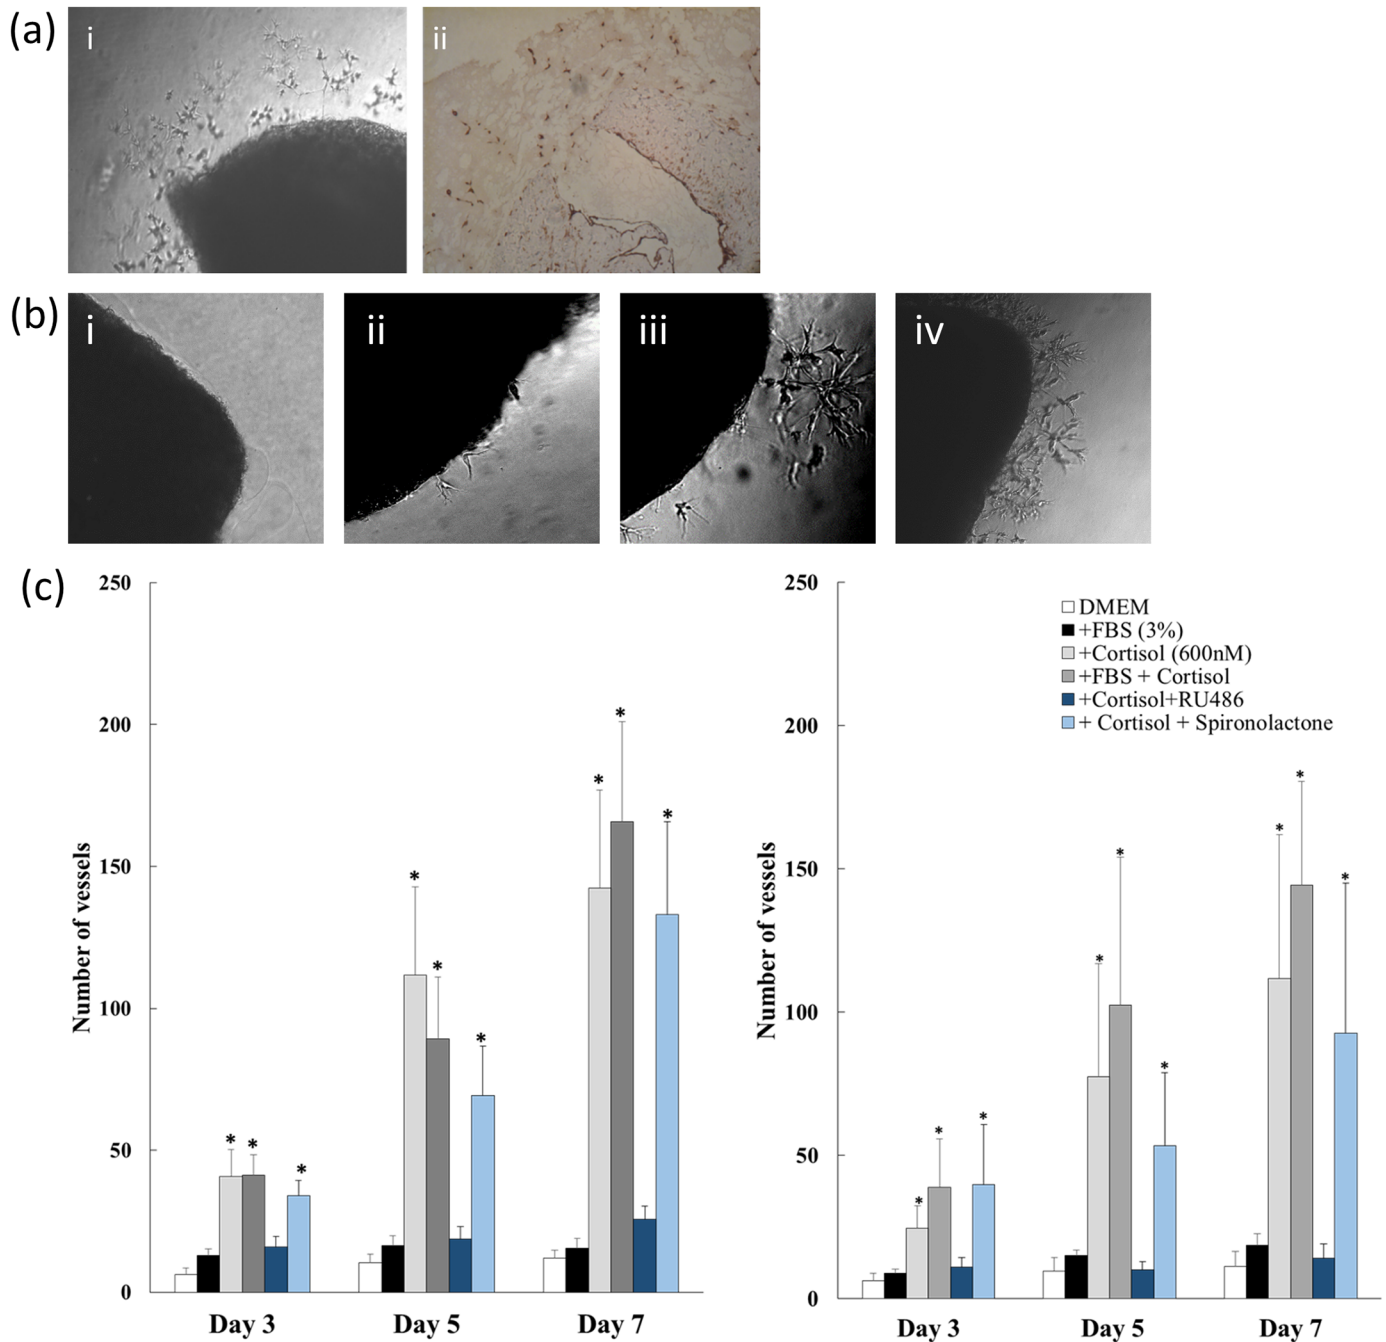 (a)
i
ii
(b)
i
ii
iii
iv
(c)
250
200
150
100
50
0
Number of vessels
* * *
* * *
* * *
Day 3
Day 5
Day 7
250
200
150
100
50
0
Number of vessels
DMEM
+FBS (3%)
+Cortisol (600nM)
+FBS + Cortisol
+Cortisol+RU486
+ Cortisol + Spironolactone
* * *
* * *
* * *
Day 3
Day 5
Day 7